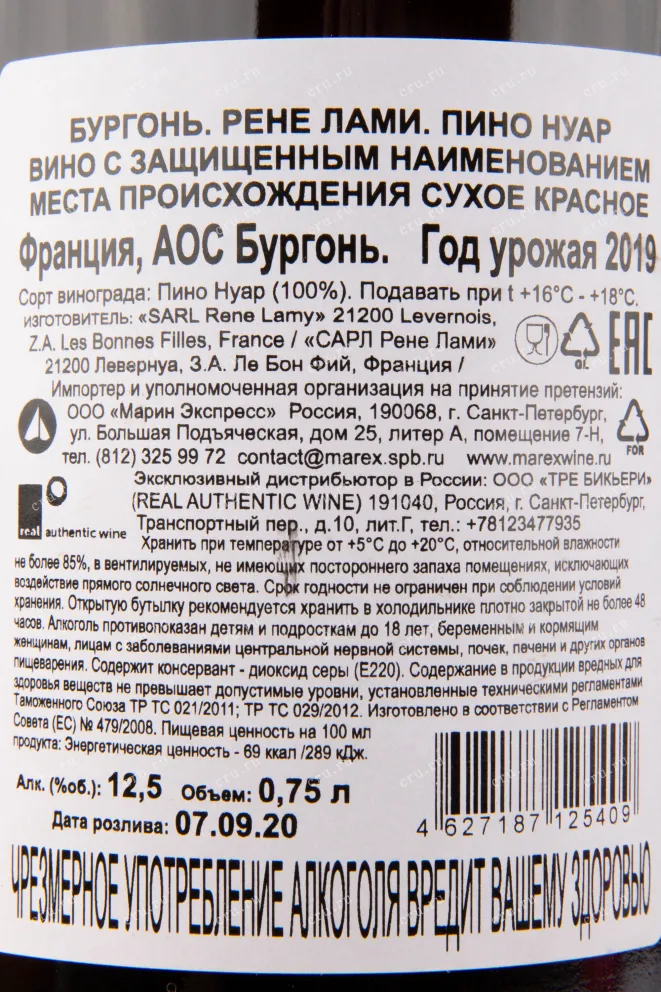 БУРГОНЬ. РЕНЕ ЛАМИ. ПИНО НУАР
ВИНО С ЗАЩИЩЕННЫМ НАИМЕНОВАНИЕМ
МЕСТА ПРОИСХОЖДЕНИЯ СУХОЕ КРАСНОЕ
Франция, АОС Бургонь. Год урожая 2019
Сорт винограда: Пино Нуар (100%). Подавать при t +16°C - +18°C.
изготовитель: «SARL Rene Lamy» 21200 Levernois,
Z.A. Les Bonnes Filles, France / «САРЛ Рене Лами»
21200 Левернуа, З.А. Ле Бон Фий, Франция /
GL
EAC
Импортер и уполномоченная организация на принятие претензий:
ООО «Марин Экспресс» Россия, 190068, г. Санкт-Петербург,
ул. Большая Подъяческая, дом 25, литер А, помещение 7-Н,
тел. (812) 325 99 72 contact@marex.spb.ru www.marexwine.ru
FOR
Эксклюзивный дистрибьютор в России: ООО «ТРЕ БИКЬЕРИ»
(REAL AUTHENTIC WINE) 191040, Россия, г. Санкт-Петербург,
real authentic wine
Транспортный пер., д.10, лит.Г, тел.: +78123477935
Хранить при температуре от +5°C до +20°C, относительной влажности
не более 85%, в вентилируемых, не имеющих постороннего запаха помещениях, исключающих
воздействие прямого солнечного света. Срок годности не ограничен при соблюдении условий
хранения. Открытую бутылку рекомендуется хранить в холодильнике плотно закрытой не более 48
часов. Алкоголь противопоказан детям и подросткам до 18 лет, беременным и кормящим
женщинам, лицам с заболеваниями центральной нервной системы, почек, печени и других органов
пищеварения. Содержит консервант - диоксид серы (Е220). Содержание в продукции вредных для
здоровья веществ не превышает допустимые уровни, установленные техническими регламентами
Таможенного Союза ТР ТС 021/2011; ТР ТС 029/2012. Изготовлено в соответствии с Регламентом
Совета (ЕС) № 479/2008. Пищевая ценность на 100 мл
продукта: Энергетическая ценность - 69 ккал /289 кДж.
Алк. (%об.): 12,5 Объем: 0,75 л
Дата розлива: 07.09.20
4 627187 125409
ЧРЕЗМЕРНОЕ УПОТРЕБЛЕНИЕ АЛКОГОЛЯ ВРЕДИТ ВАШЕМУ ЗДОРОВЬЮ